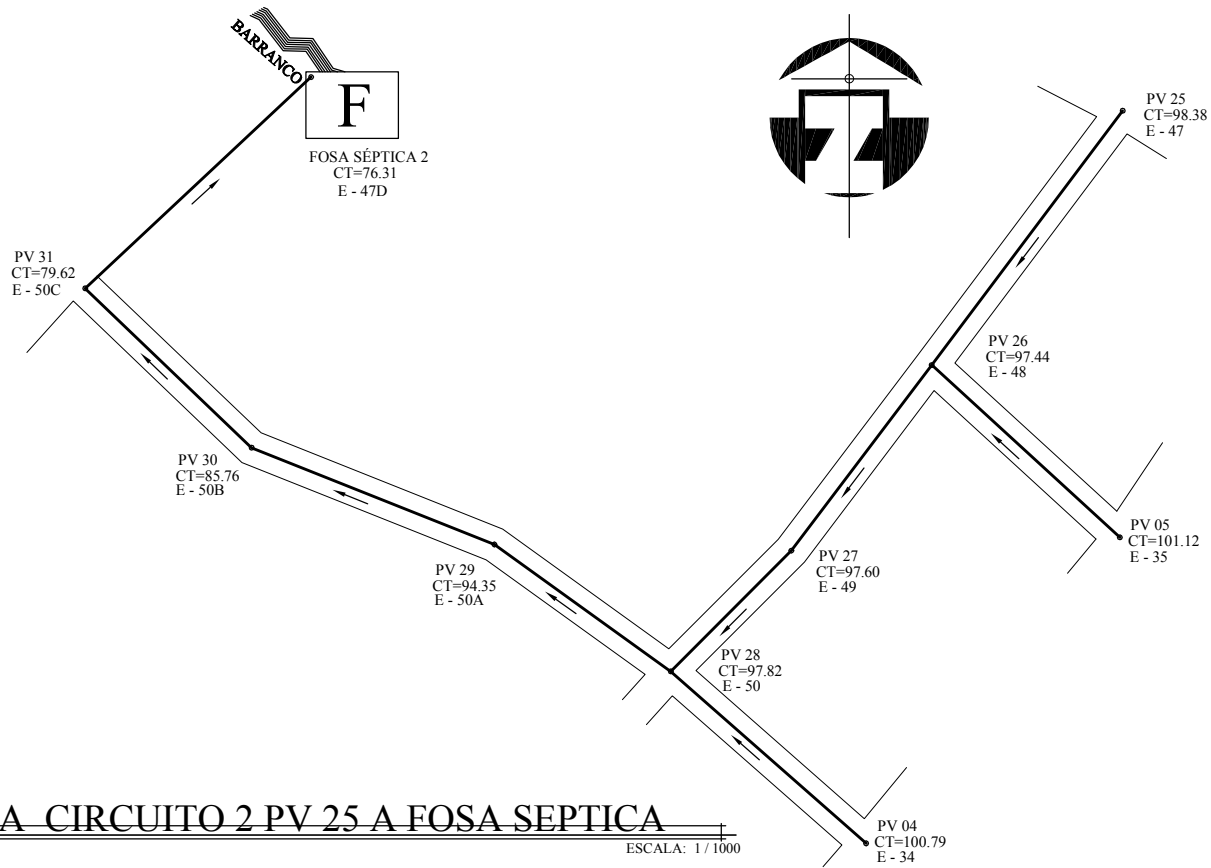 BARRANCO
F
FOSA SÉPTICA 2
CT=76.31
E - 47D
PV 25
CT=98.38
E - 47
PV 31
CT=79.62
E - 50C
PV 26
CT=97.44
E - 48
PV 30
CT=85.76
E - 50B
PV 05
CT=101.12
E - 35
PV 29
CT=94.35
E - 50A
PV 27
CT=97.60
E - 49
PV 28
CT=97.82
E - 50
PV 04
CT=100.79
E - 34
A CIRCUITO 2 PV 25 A FOSA SEPTICA
ESCALA: 1 / 1000